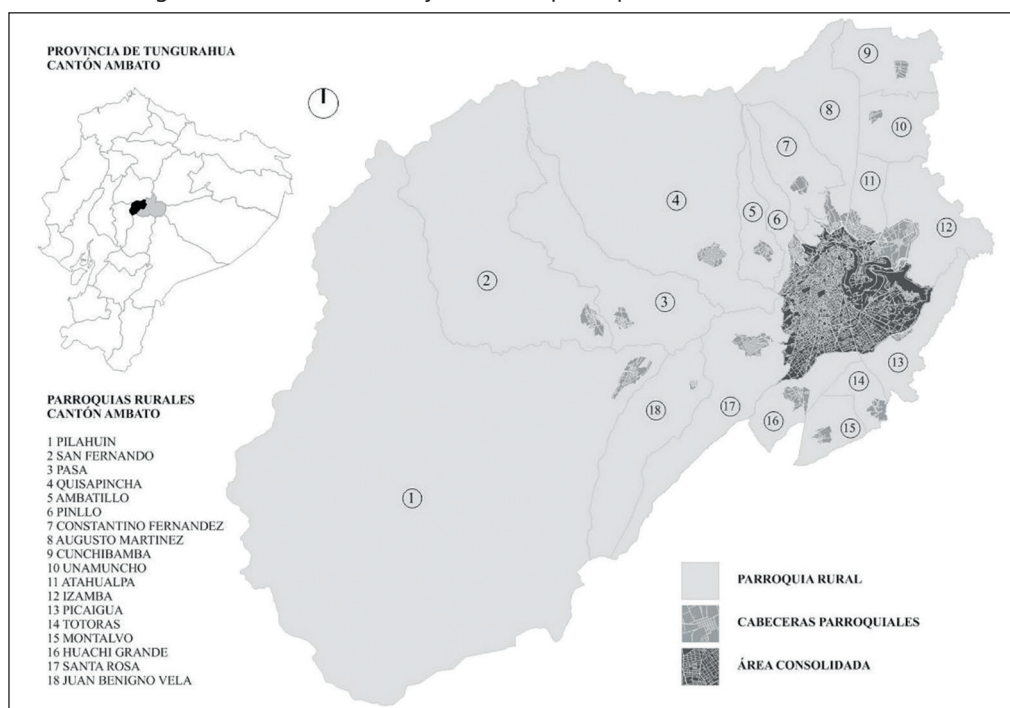 PROVINCIA DE TUNGURAHUA
CANTÓN AMBATO
PARROQUIAS RURALES
CANTÓN AMBATO
1 PILAHUIN
2 SAN FERNANDO
3 PASA
4 QUISAPINCHA
5 AMBATILLO
6 PINLLO
7 CONSTANTINO FERNANDEZ
8 AUGUSTO MARTINEZ
9 CUNCHIBAMBA
10 UNAMUNCHO
11 ATAHUALPA
12 IZAMBA
13 PICAIGUA
14 TOTORAS
15 MONTALVO
16 HUACHI GRANDE
17 SANTA ROSA
18 JUAN BENIGNO VELA
9
8
10
7
11
4
5
6
12
2
3
13
14
18
17
16
15
1
PARROQUIA RURAL
CABECERAS PARROQUIALES
ÁREA CONSOLIDADA